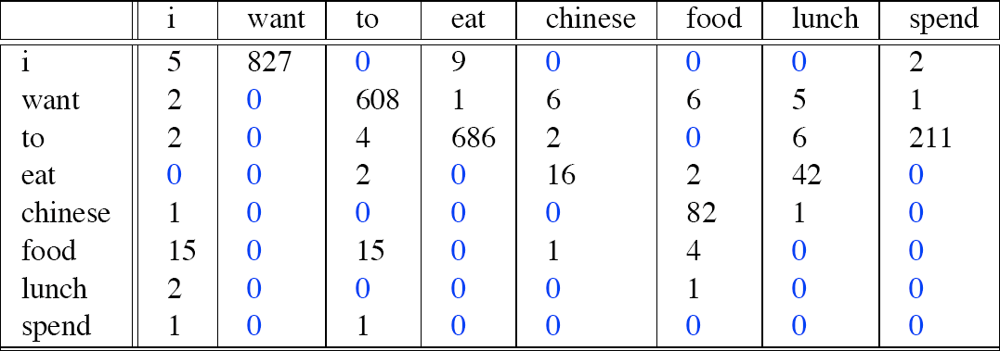 i want to eat chinese food lunch spend
i 5 827 0 9 0 0 0 2
want 2 0 608 1 6 6 5 1
to 2 0 4 686 2 0 6 211
eat 0 0 2 0 16 2 42 0
chinese 1 0 0 0 0 82 1 0
food 15 0 15 0 1 4 0 0
lunch 2 0 0 0 0 1 0 0
spend 1 0 1 0 0 0 0 0